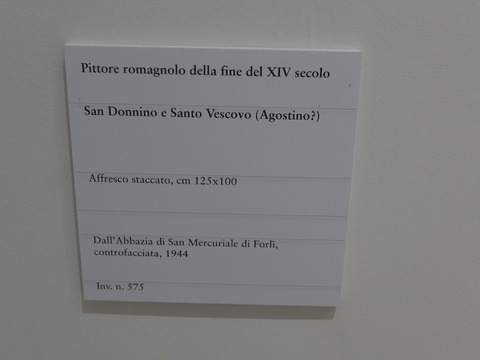 Pittore romagnolo della fine del XIV secolo
San Donnino e Santo Vescovo (Agostino?)
Affresco staccato, cm 125x100
Dall'Abbazia di San Mercuriale di Forlì,
controfacciata, 1944
Inv. n. 575